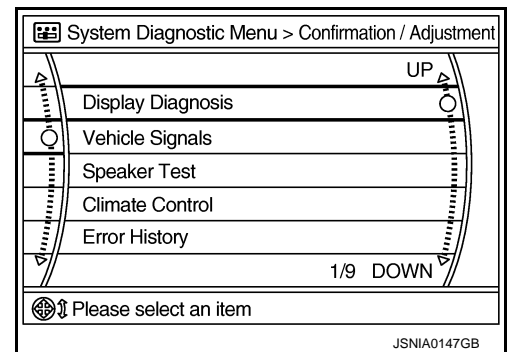 System Diagnostic Menu > Confirmation / Adjustment
UP
Display Diagnosis
Vehicle Signals
Speaker Test
Climate Control
Error History
1/9 DOWN
Please select an item
JSNIA0147GB